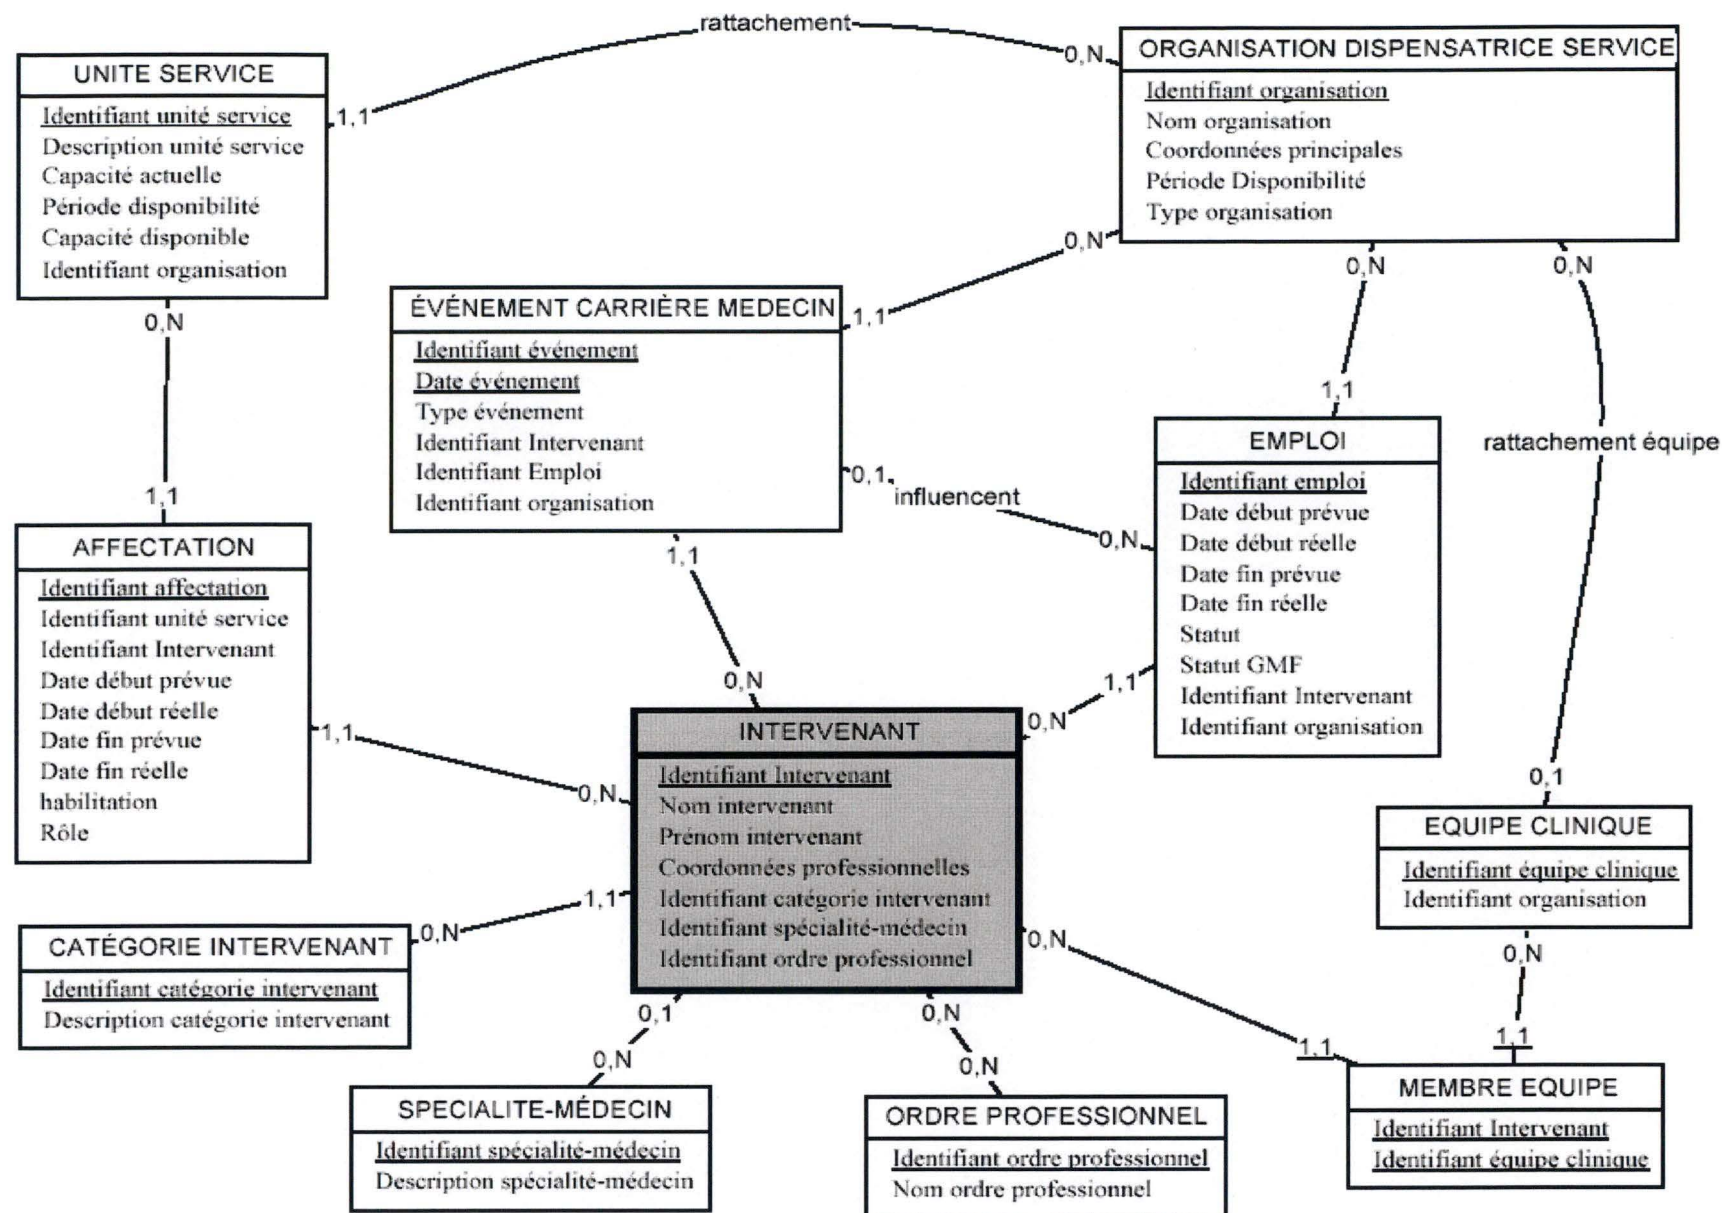 rattachement
0,N
1,1
UNITE SERVICE
Identifiant unité service
Description unité service
Capacité actuelle
Période disponibilité
Capacité disponible
Identifiant organisation
ORGANISATION DISPENSATRICE SERVICE
Identifiant organisation
Nom organisation
Coordonnées principales
Période Disponibilité
Type organisation
0,N
0,N
0,N
0,N
1,1
ÉVÉNEMENT CARRIÈRE MEDECIN
Identifiant événement
Date événement
Type événement
Identifiant Intervenant
Identifiant Emploi
Identifiant organisation
1,1
0,1
influencent
0,N
1,1
EMPLOI
Identifiant emploi
Date début prévue
Date début réelle
Date fin prévue
Date fin réelle
Statut
Statut GMF
Identifiant Intervenant
Identifiant organisation
rattachement équipe
1,1
AFFECTATION
Identifiant affectation
Identifiant unité service
Identifiant Intervenant
Date début prévue
Date début réelle
Date fin prévue
Date fin réelle
habilitation
Rôle
1,1
0,N
1,1
0,N
1,1
0,N
INTERVENANT
Identifiant Intervenant
Nom intervenant
Prénom intervenant
Coordonnées professionnelles
Identifiant catégorie intervenant
Identifiant spécialité-médecin
Identifiant ordre professionnel
0,1
EQUIPE CLINIQUE
Identifiant équipe clinique
Identifiant organisation
0,N
1,1
0,N
CATÉGORIE INTERVENANT
Identifiant catégorie intervenant
Description catégorie intervenant
0,N
1,1
0,1
0,N
0,N
0,N
1,1
SPECIALITE-MÉDECIN
Identifiant spécialité-médecin
Description spécialité-médecin
ORDRE PROFESSIONNEL
Identifiant ordre professionnel
Nom ordre professionnel
MEMBRE EQUIPE
Identifiant Intervenant
Identifiant équipe clinique